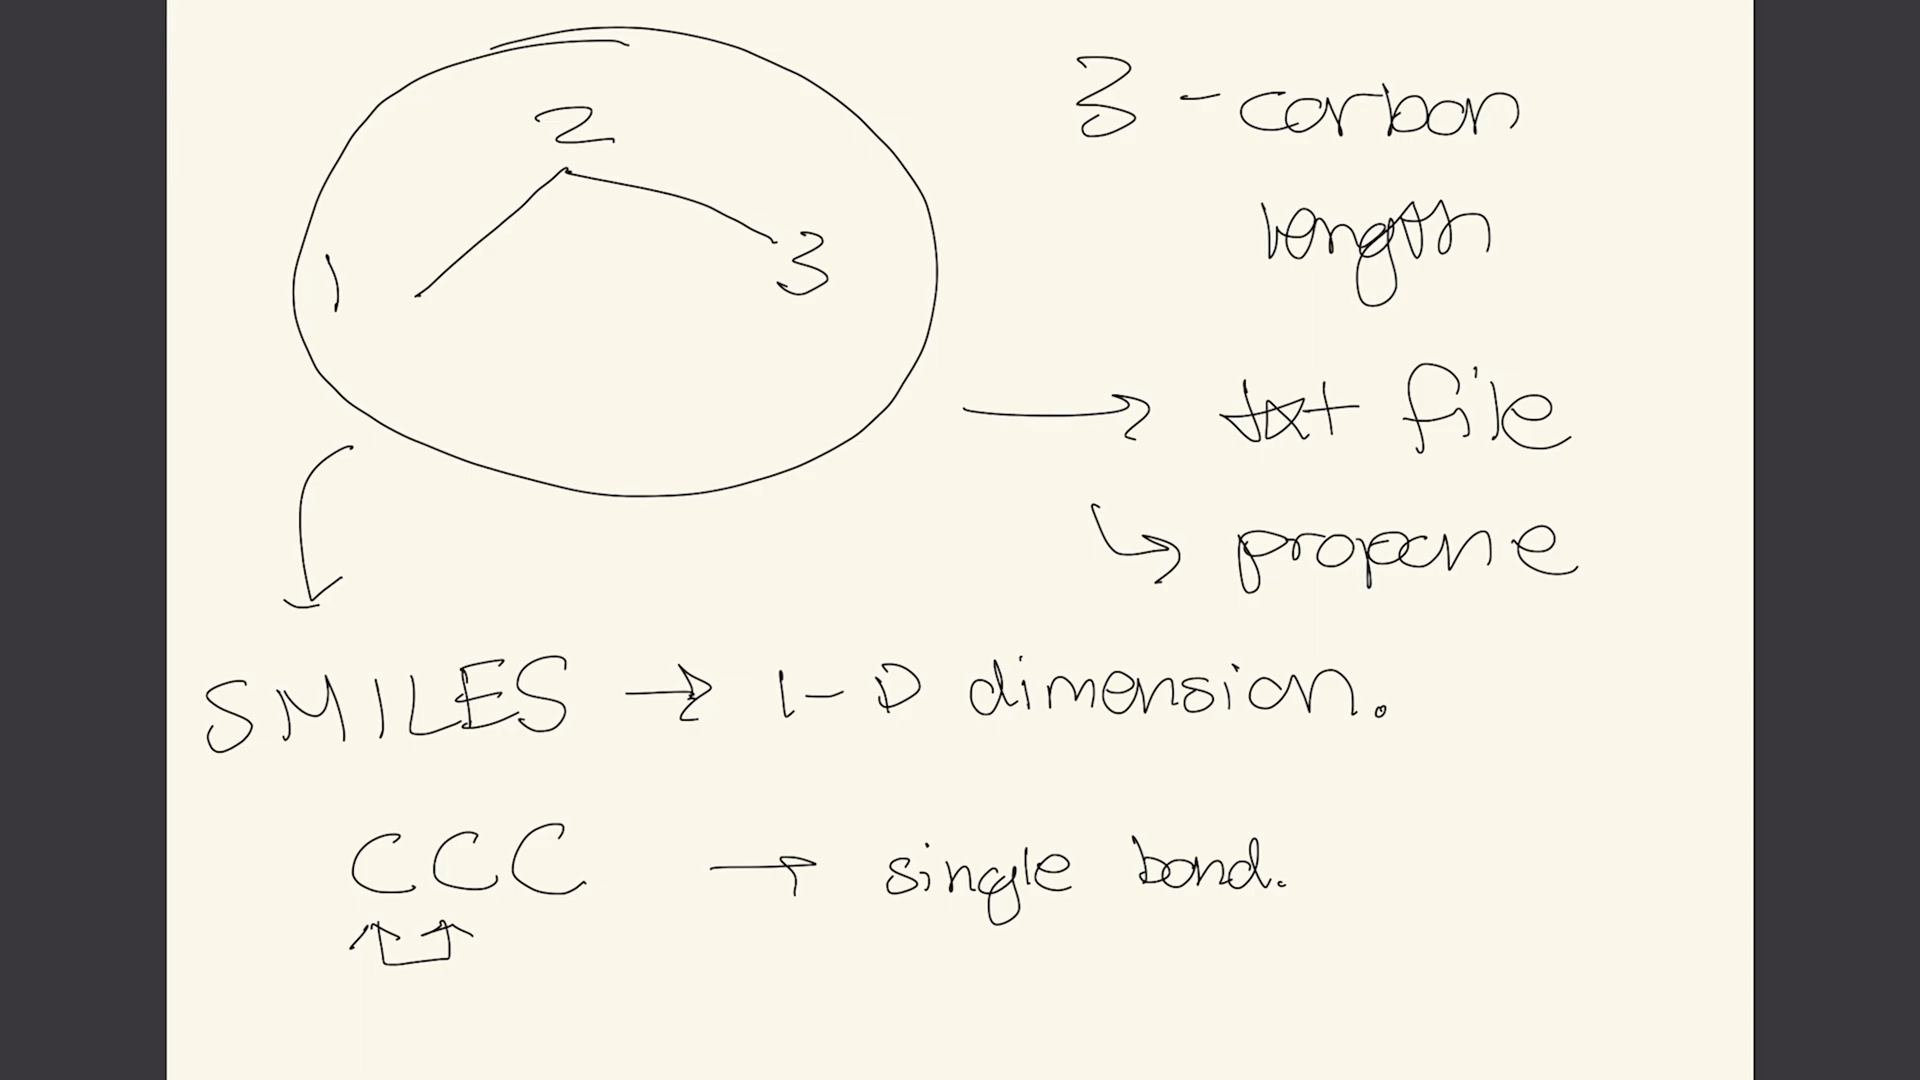 2
1
3
3-carbon
length
→ txt file
↳ propane
SMILES → 1-D dimension.
CCC → single bond.